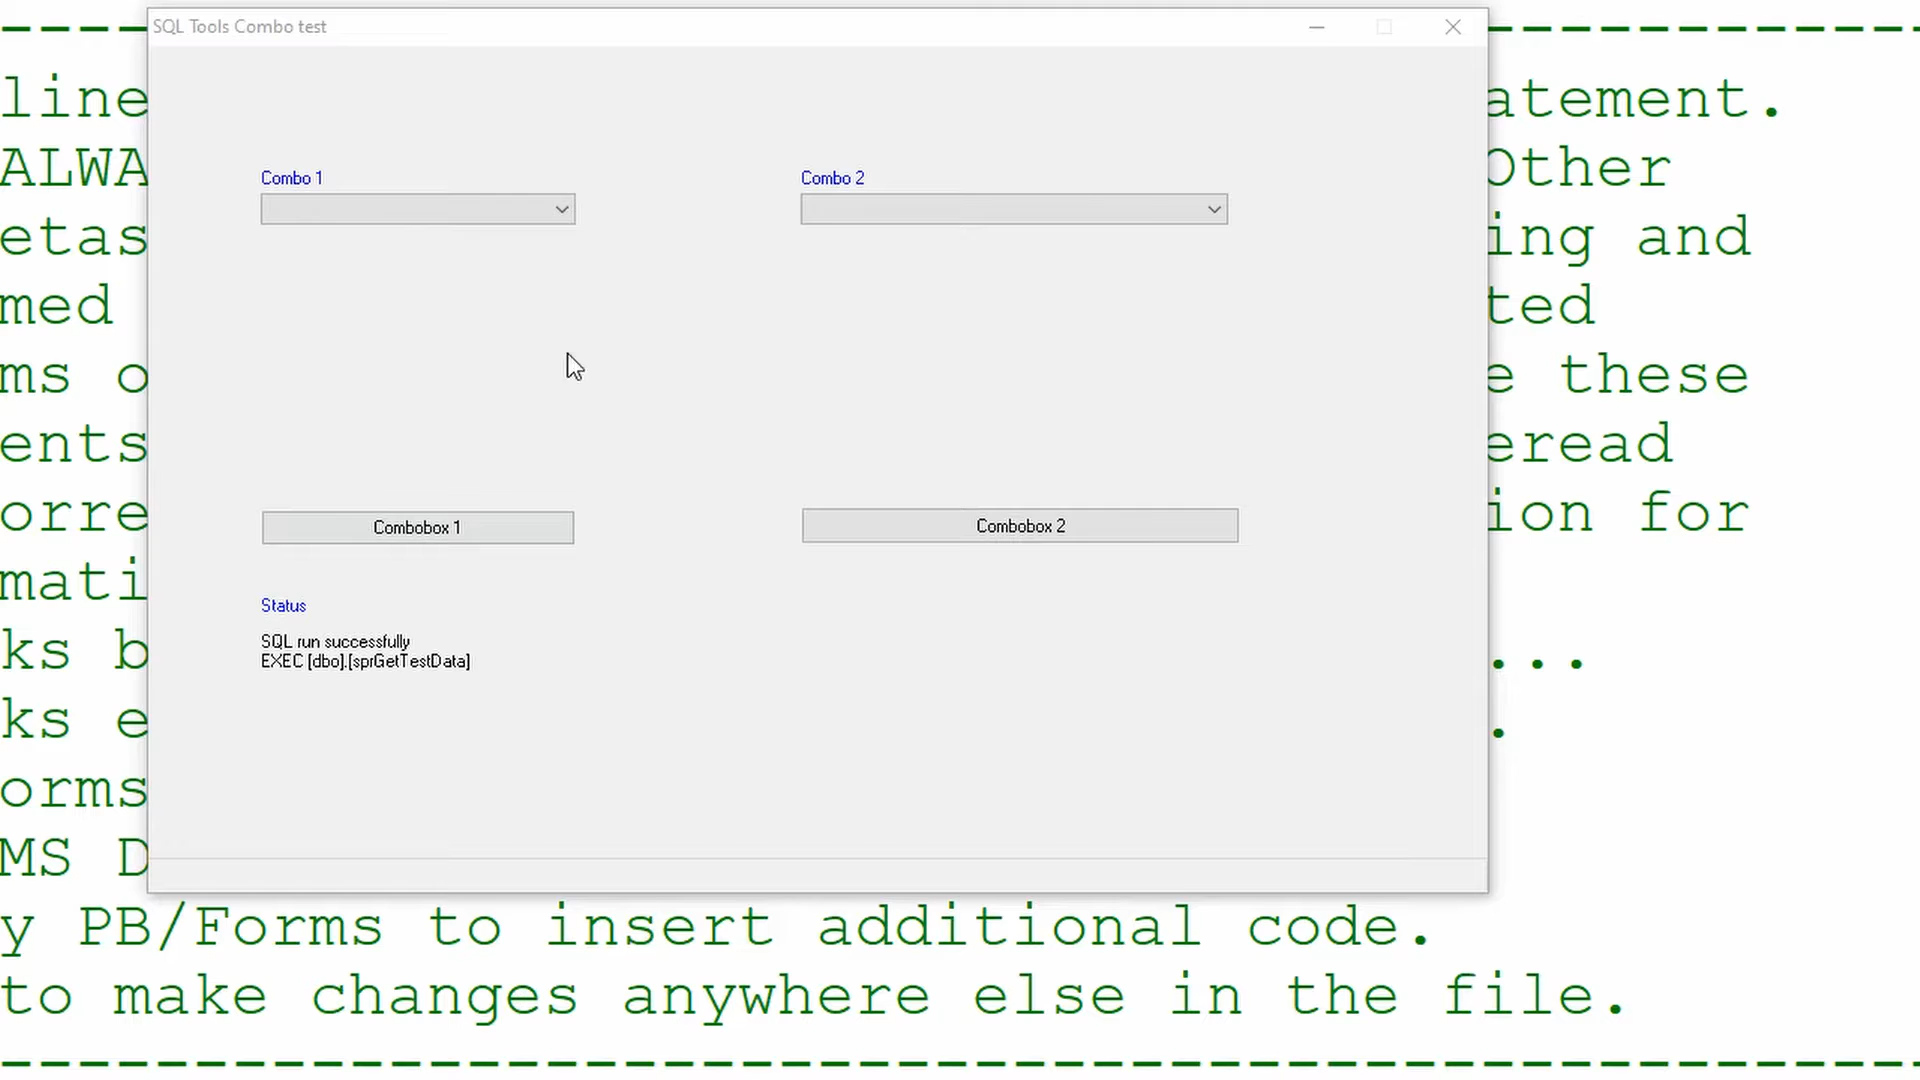 SQL Tools Combo test
line atement.
ALWA Other
Combo 1 Combo 2
etas ing and
med ted
ms o e these
ents eread
orre ion for
Combobox 1 Combobox 2
mati
Status
SQL run successfully
EXEC [dbo].[sprGetTestData]
ks b ...
ks e .
orms
MS D
y PB/Forms to insert additional code.
to make changes anywhere else in the file.